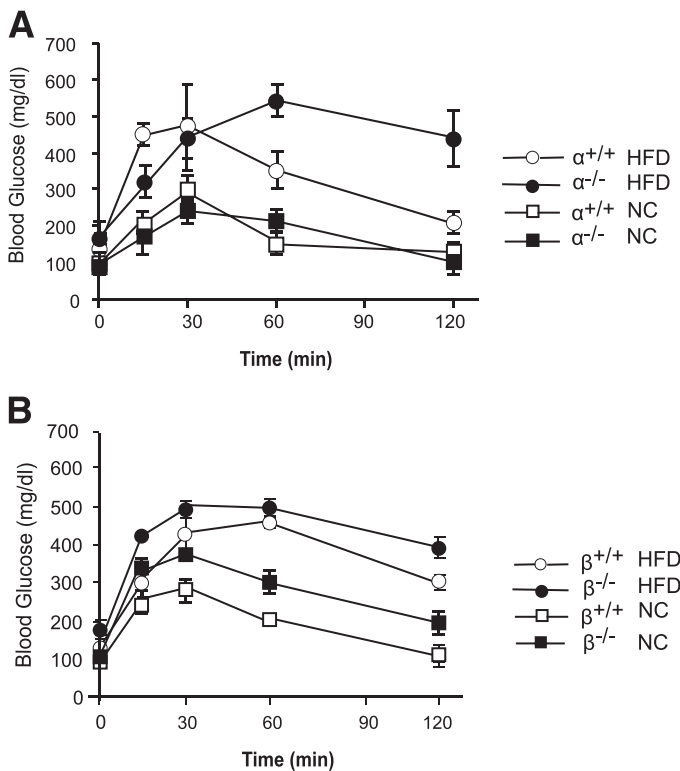 A
Blood Glucose (mg/dl)
700
600
500
400
300
200
100
0
0 30 60 90 120
Time (min)
α+/+ HFD
α-/- HFD
α+/+ NC
α-/- NC
B
Blood Glucose (mg/dl)
700
600
500
400
300
200
100
0
0 30 60 90 120
Time (min)
β+/+ HFD
β-/- HFD
β+/+ NC
β-/- NC